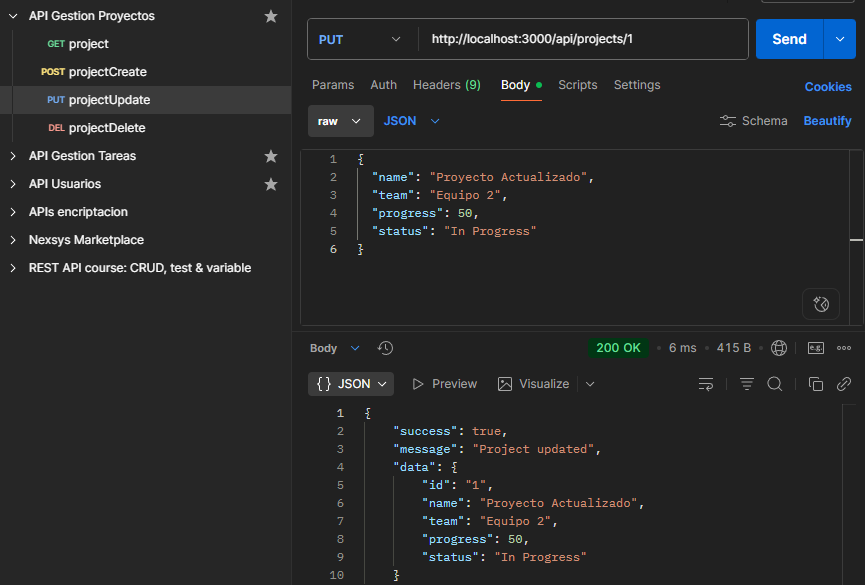 API Gestion Proyectos
GET project
POST projectCreate
PUT projectUpdate
DEL projectDelete
API Gestion Tareas
API Usuarios
APIs encriptacion
Nexsys Marketplace
REST API course: CRUD, test & variable
PUT http://localhost:3000/api/projects/1 Send
Params Auth Headers (9) Body Scripts Settings Cookies
raw JSON Schema Beautify
1 {
2 "name": "Proyecto Actualizado",
3 "team": "Equipo 2",
4 "progress": 50,
5 "status": "In Progress"
6 }
Body 200 OK • 6 ms • 415 B • e.g.
{} JSON Preview Visualize
1 {
2 "success": true,
3 "message": "Project updated",
4 "data": {
5 "id": "1",
6 "name": "Proyecto Actualizado",
7 "team": "Equipo 2",
8 "progress": 50,
9 "status": "In Progress"
10 }